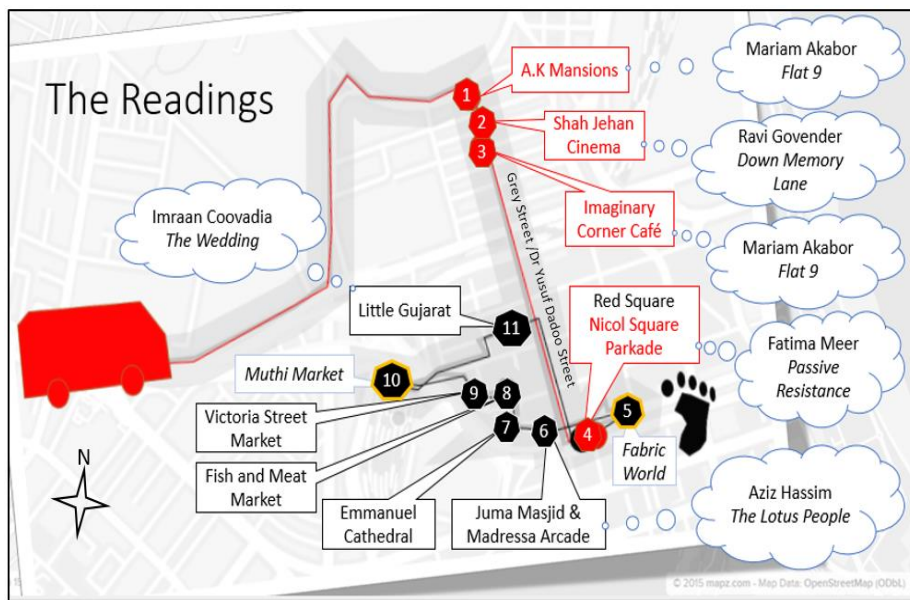 The Readings
1
A.K Mansions
Mariam Akabor
Flat 9
2
Shah Jehan
Cinema
Ravi Govender
Down Memory
Lane
3
Imaginary
Corner Café
Mariam Akabor
Flat 9
Imraan Coovadia
The Wedding
Grey Street /Dr Yusuf Dadoo Street
Little Gujarat
11
Red Square
Nicol Square
Parkade
Fatima Meer
Passive
Resistance
Muthi Market
10
9
8
7
6
4
5
Victoria Street
Market
Fabric
World
Fish and Meat
Market
N
Emmanuel
Cathedral
Juma Masjid &
Madressa Arcade
Aziz Hassim
The Lotus People
© 2015 mapz.com - Map Data: OpenStreetMap (ODbL)